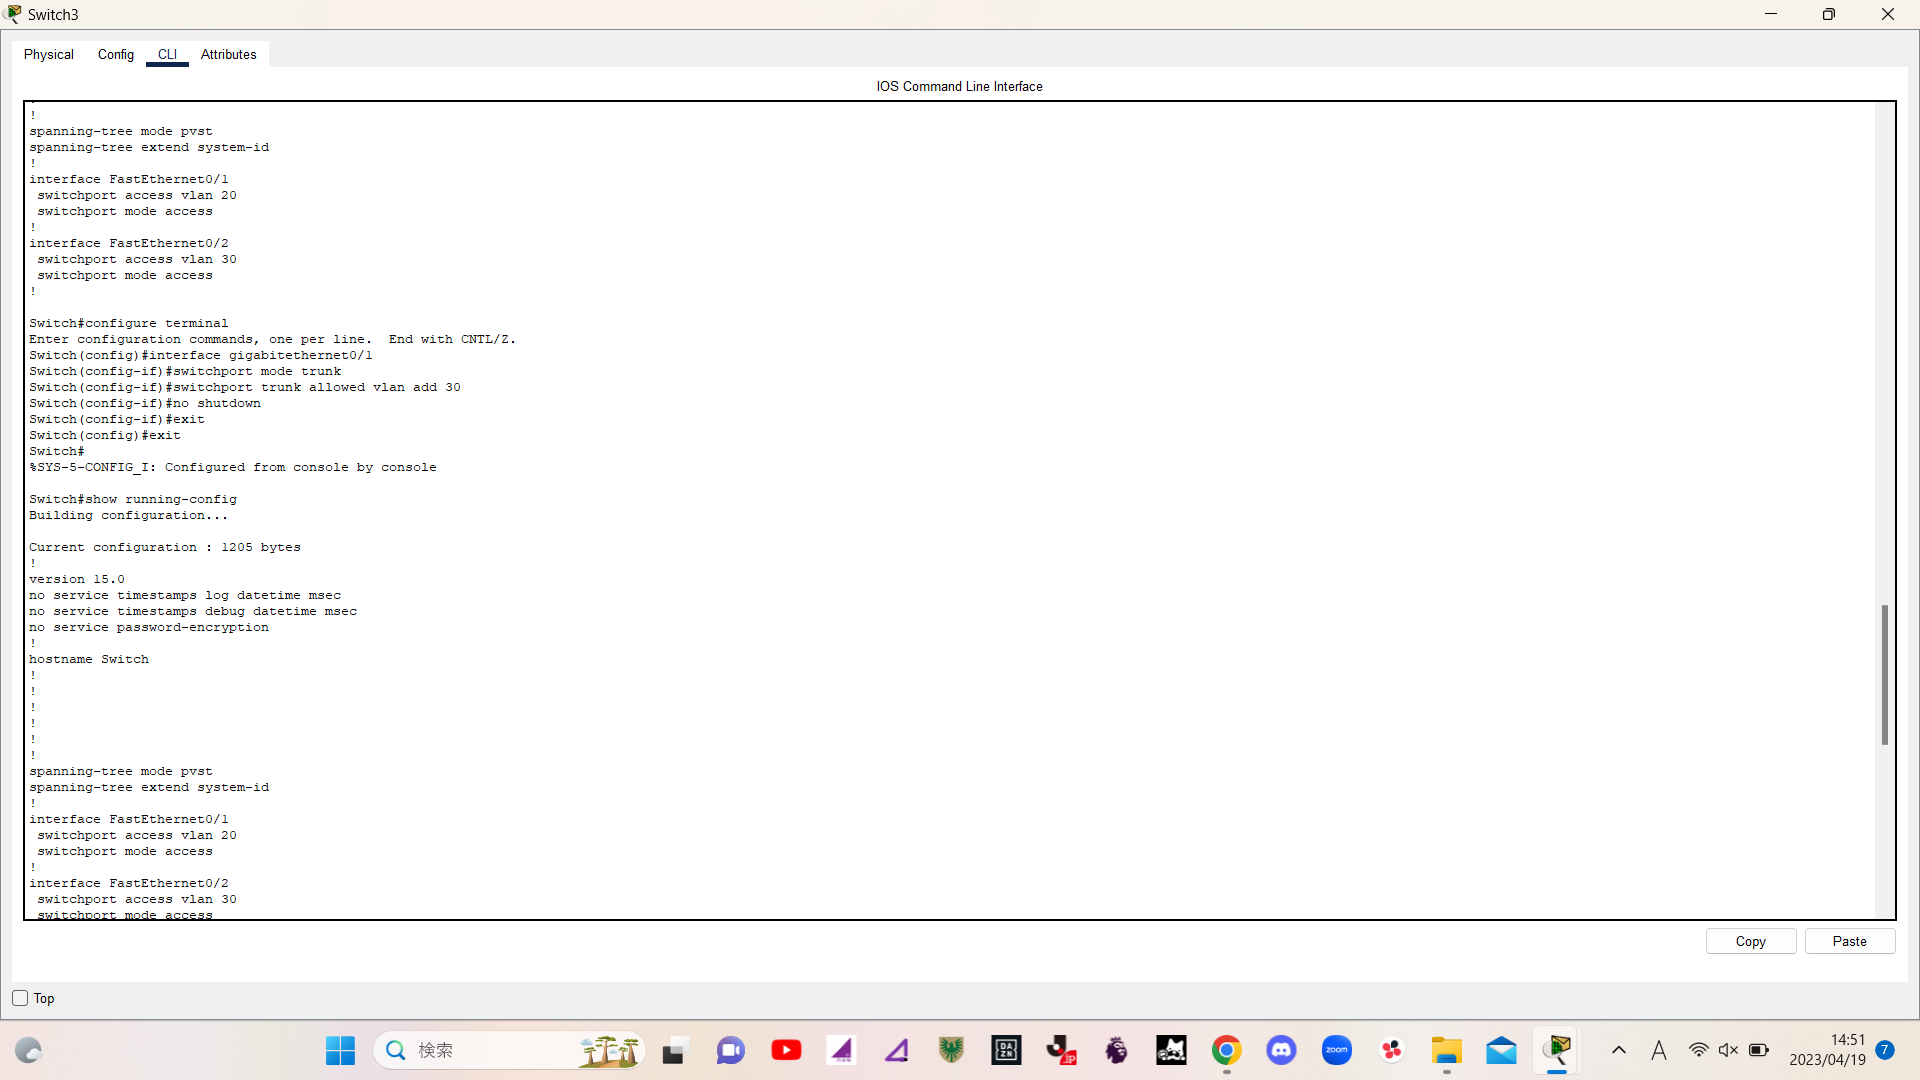 Switch3
Physical Config CLI Attributes
IOS Command Line Interface
!
spanning-tree mode pvst
spanning-tree extend system-id
!
interface FastEthernet0/1
switchport access vlan 20
switchport mode access
!
interface FastEthernet0/2
switchport access vlan 30
switchport mode access
!
Switch#configure terminal
Enter configuration commands, one per line. End with CNTL/Z.
Switch(config)#interface gigabitethernet0/1
Switch(config-if)#switchport mode trunk
Switch(config-if)#switchport trunk allowed vlan add 30
Switch(config-if)#no shutdown
Switch(config-if)#exit
Switch(config)#exit
Switch#
%SYS-5-CONFIG_I: Configured from console by console
Switch#show running-config
Building configuration...
Current configuration : 1205 bytes
!
version 15.0
no service timestamps log datetime msec
no service timestamps debug datetime msec
no service password-encryption
!
hostname Switch
!
!
!
!
!
!
spanning-tree mode pvst
spanning-tree extend system-id
!
interface FastEthernet0/1
switchport access vlan 20
switchport mode access
!
interface FastEthernet0/2
switchport access vlan 30
switchport mode access
Copy Paste
Top
検索
DAZN
J.jp
zoom
A
14:51
2023/04/19
7